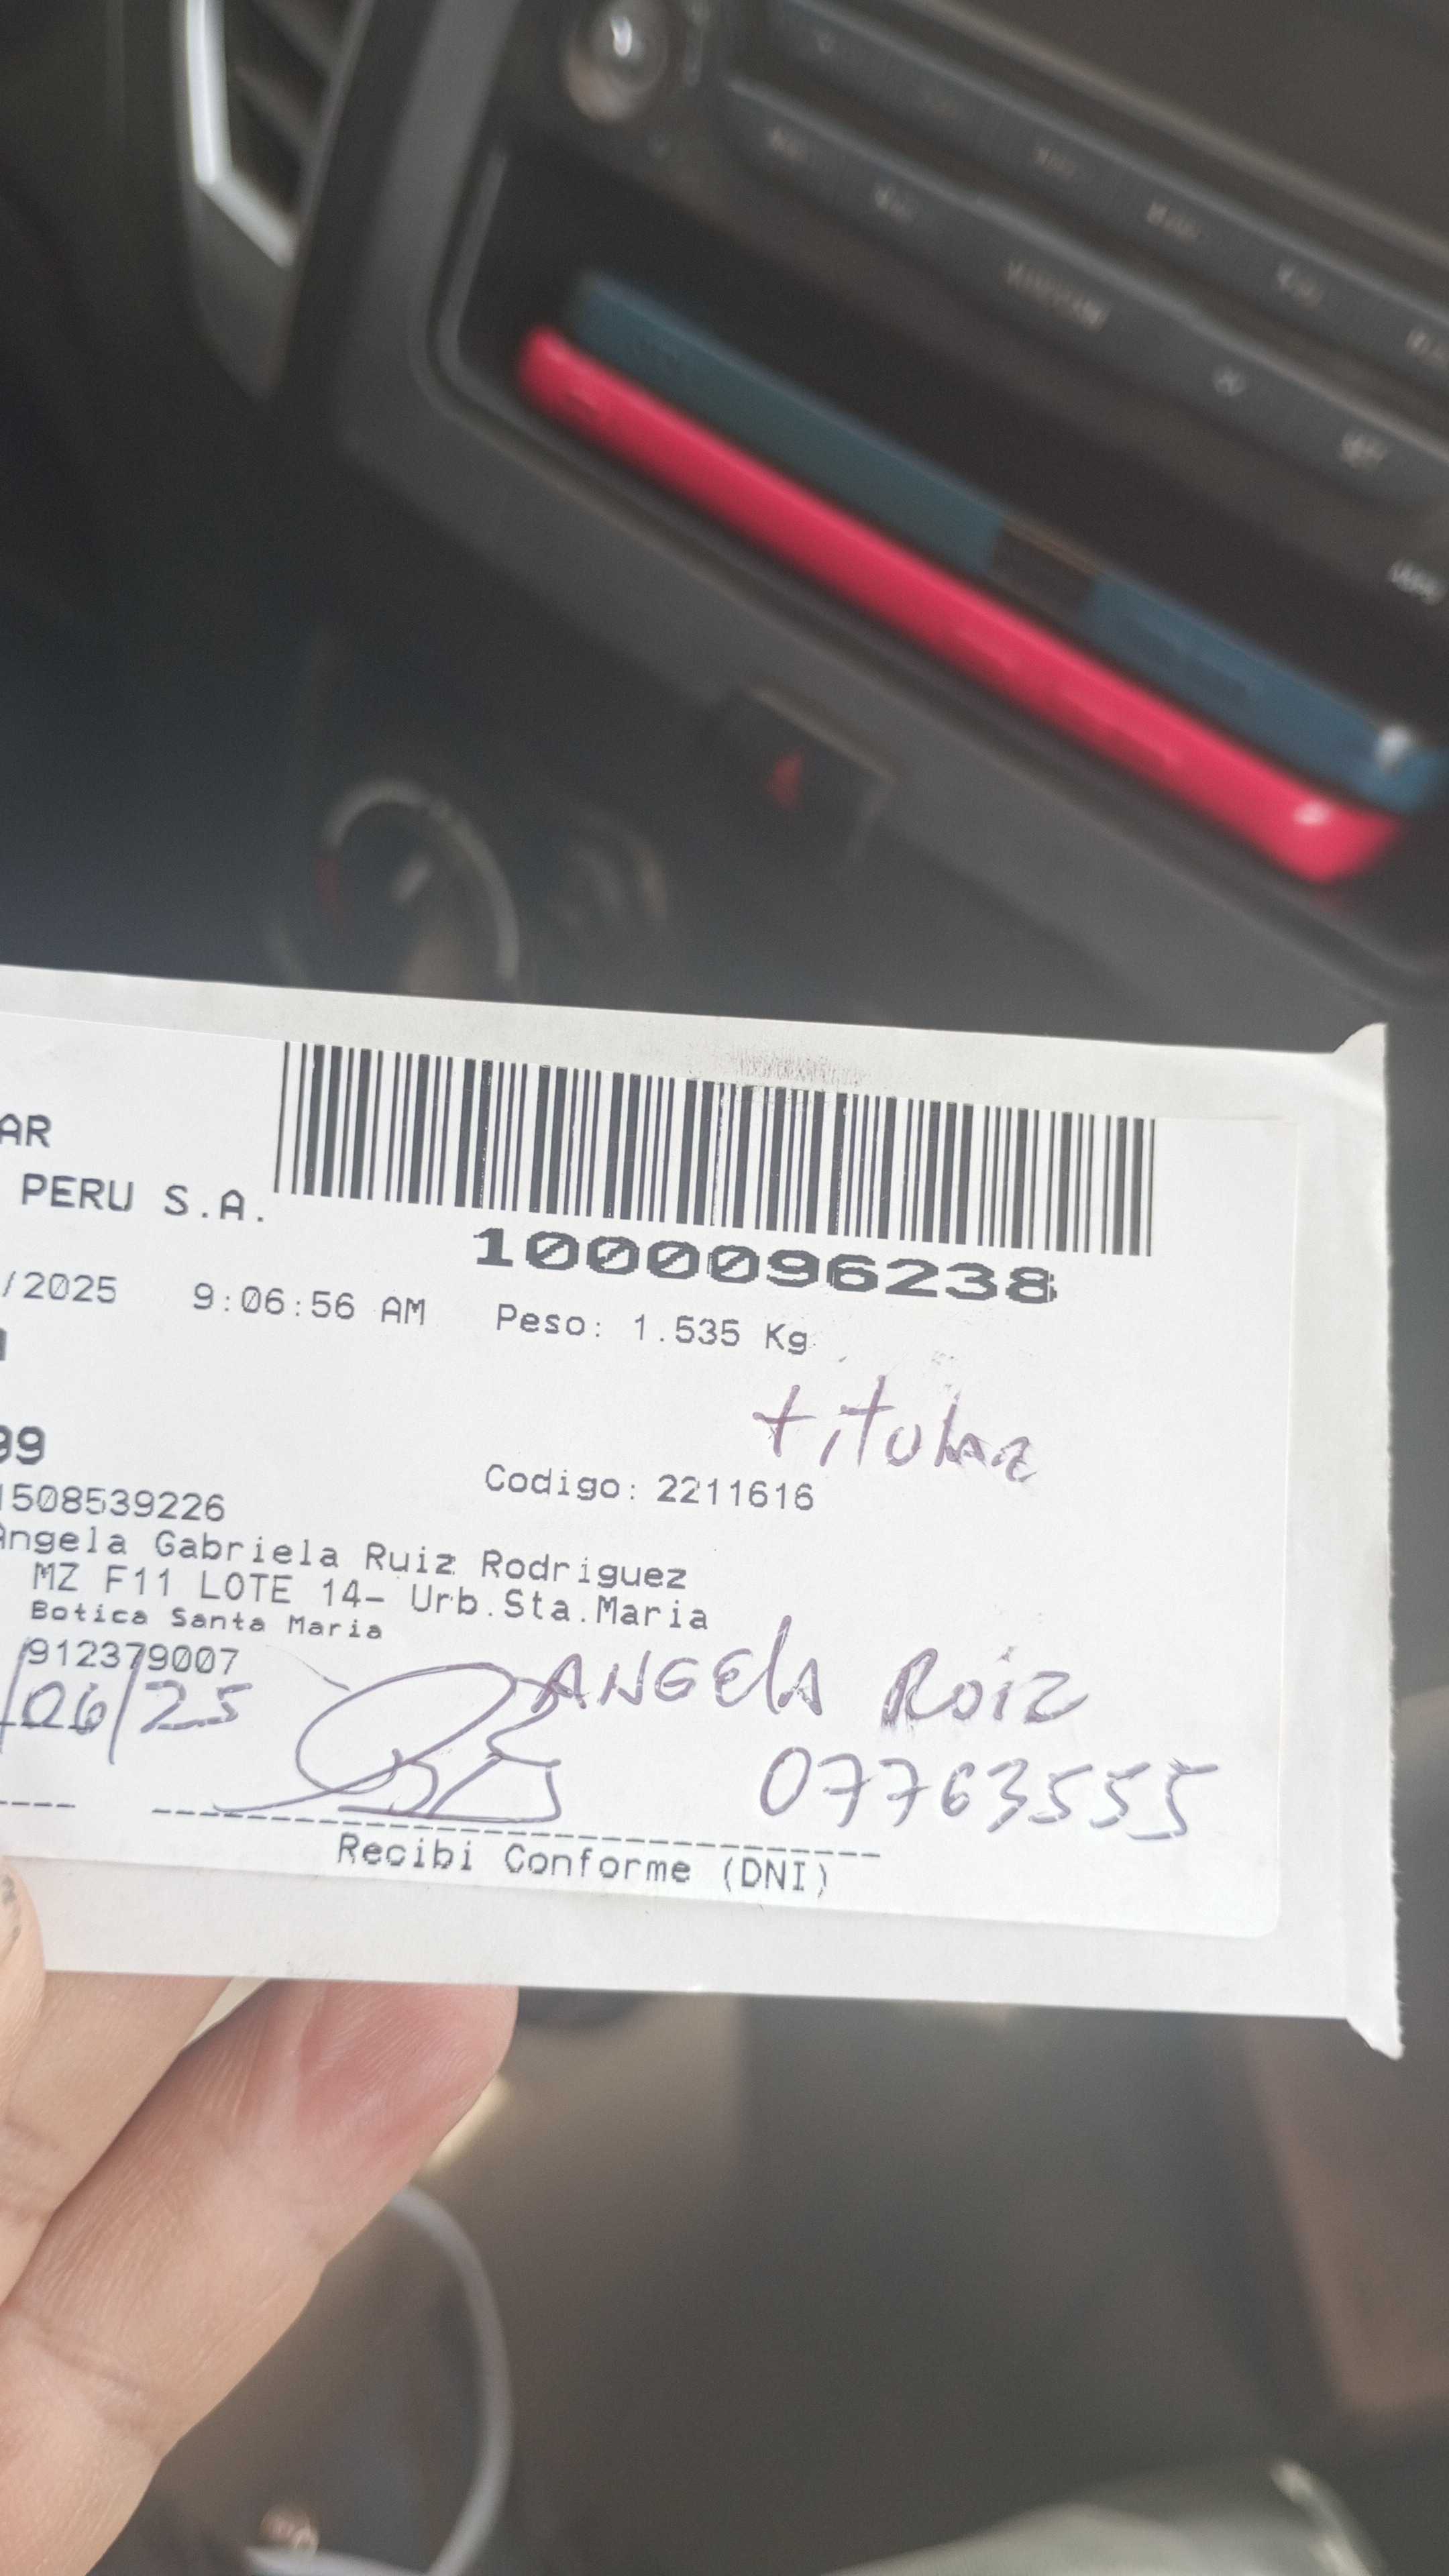 AR
PERU S.A.
1000096238
/2025 9:06:56 AM Peso: 1.535 Kg
titular
99
Codigo: 2211616
1508539226
Angela Gabriela Ruiz Rodriguez
MZ F11 LOTE 14- Urb.Sta.Maria
Botica Santa Maria
912379007
/06/25
ANGElA Roiz
07763555
Recibi Conforme (DNI)